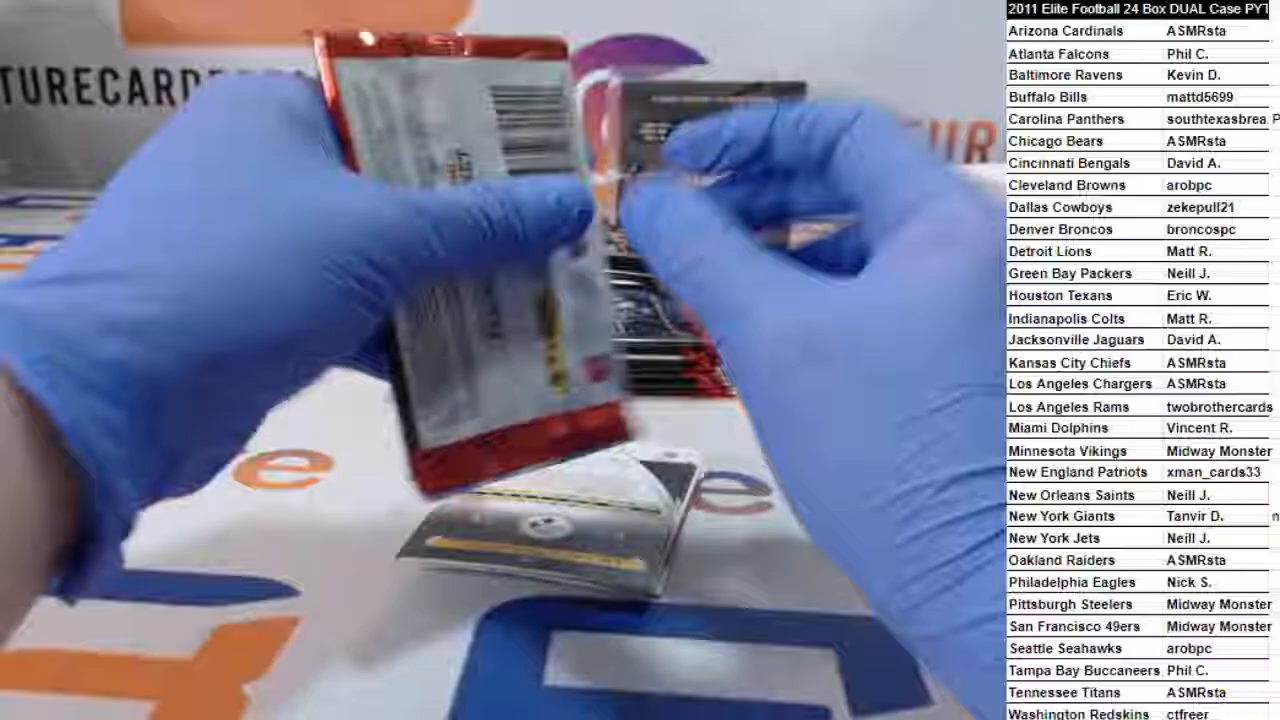 2011 Elite Football 24 Box DUAL Case PYT
Arizona Cardinals ASMRsta
Atlanta Falcons Phil C.
Baltimore Ravens Kevin D.
Buffalo Bills mattd5699
Carolina Panthers southtexasbrea P
Chicago Bears ASMRsta
Cincinnati Bengals David A.
Cleveland Browns arobpc
Dallas Cowboys zekepull21
Denver Broncos broncospc
Detroit Lions Matt R.
Green Bay Packers Neill J.
Houston Texans Eric W.
Indianapolis Colts Matt R.
Jacksonville Jaguars David A.
Kansas City Chiefs ASMRsta
Los Angeles Chargers ASMRsta
Los Angeles Rams twobrothercards
Miami Dolphins Vincent R.
Minnesota Vikings Midway Monster
New England Patriots xman_cards33
New Orleans Saints Neill J.
New York Giants Tanvir D. n
New York Jets Neill J.
Oakland Raiders ASMRsta
Philadelphia Eagles Nick S.
Pittsburgh Steelers Midway Monster
San Francisco 49ers Midway Monster
Seattle Seahawks arobpc
Tampa Bay Buccaneers Phil C.
Tennessee Titans ASMRsta
Washington Redskins ctfreer
TURECARD
UR
e
e